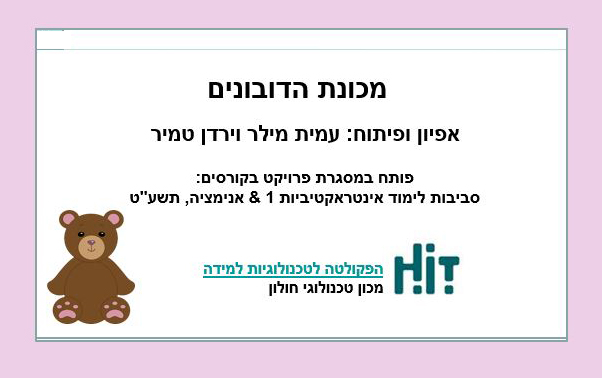 מכונת הדובונים
אפיון ופיתוח: עמית מילר וירדן טמיר
פותח במסגרת פרויקט בקורסים:
סביבות לימוד אינטראקטיביות 1 & אנימציה, תשע"ט
הפקולטה לטכנולוגיות למידה
מכון טכנולוגי חולון
HiT